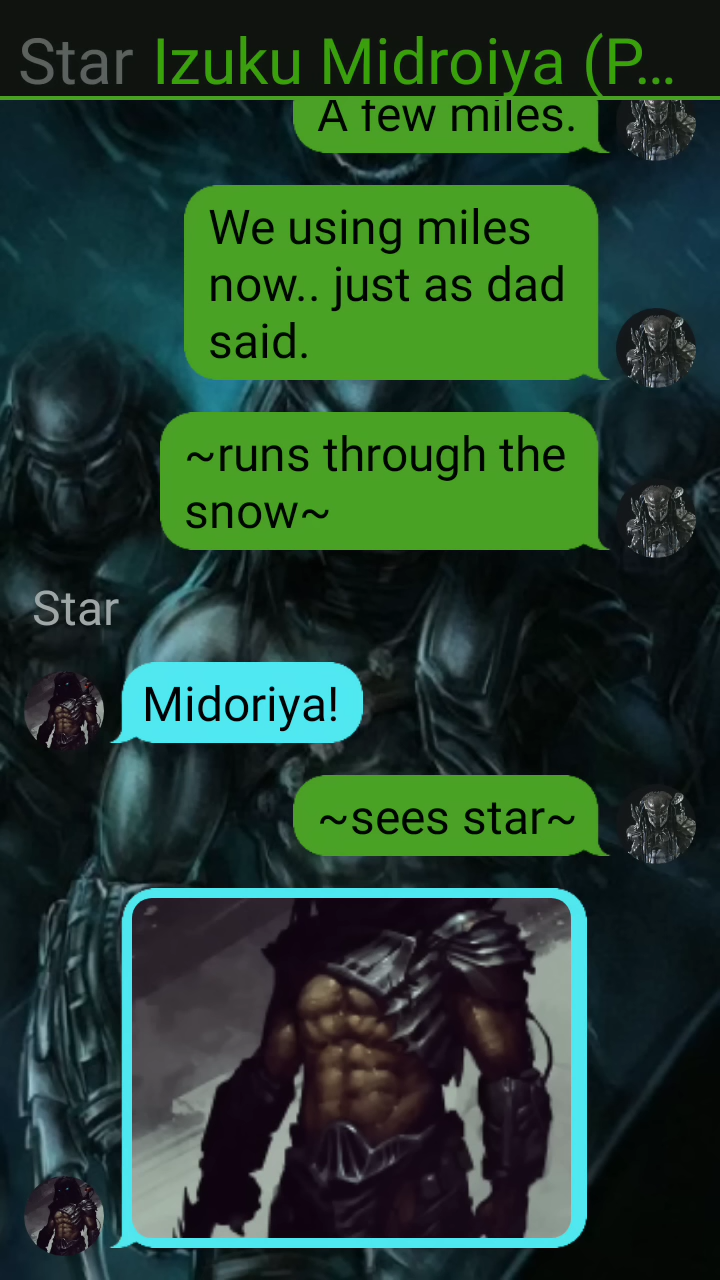 Star Izuku Midroiya (P...
A few miles.
We using miles
now.. just as dad
said.
~runs through the
snow~
Star
Midoriya!
~sees star~